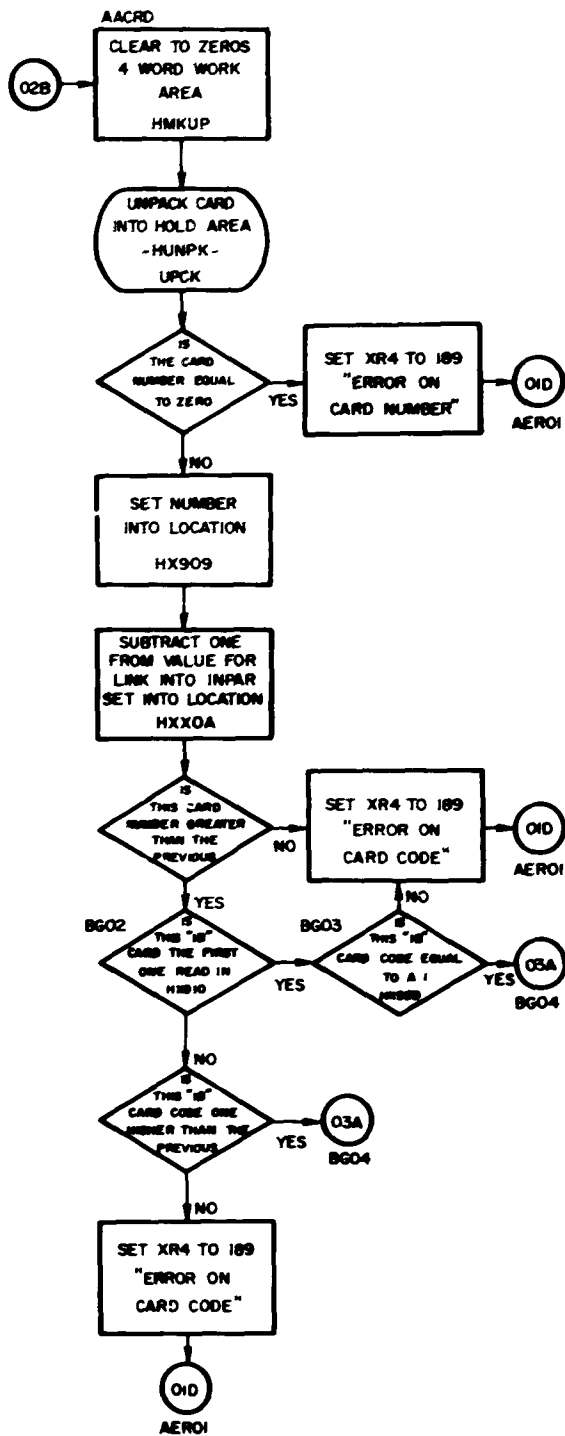 AACRD
02B
CLEAR TO ZEROS
4 WORD WORK
AREA
HMKUP
UNPACK CARD
INTO HOLD AREA
-HUNPK-
UPCK
IS
THE CARD
NUMBER EQUAL
TO ZERO
YES
SET XR4 TO 189
"ERROR ON
CARD NUMBER"
01D
AER01
NO
SET NUMBER
INTO LOCATION
HX909
SUBTRACT ONE
FROM VALUE FOR
LINK INTO INPAR
SET INTO LOCATION
HXX0A
IS
THIS CARD
NUMBER GREATER
THAN THE
PREVIOUS
NO
SET XR4 TO 189
"ERROR ON
CARD CODE"
01D
AER01
YES
BG02
IS
THIS "1B"
CARD THE FIRST
ONE READ IN
HX910
YES
BG03
NO
IS
THIS "1B"
CARD CODE EQUAL
TO A 1
YES
03A
BG04
NO
IS
THIS "1B"
CARD CODE ONE
HIGHER THAN THE
PREVIOUS
YES
03A
BG04
NO
SET XR4 TO 189
"ERROR ON
CARD CODE"
01D
AER01